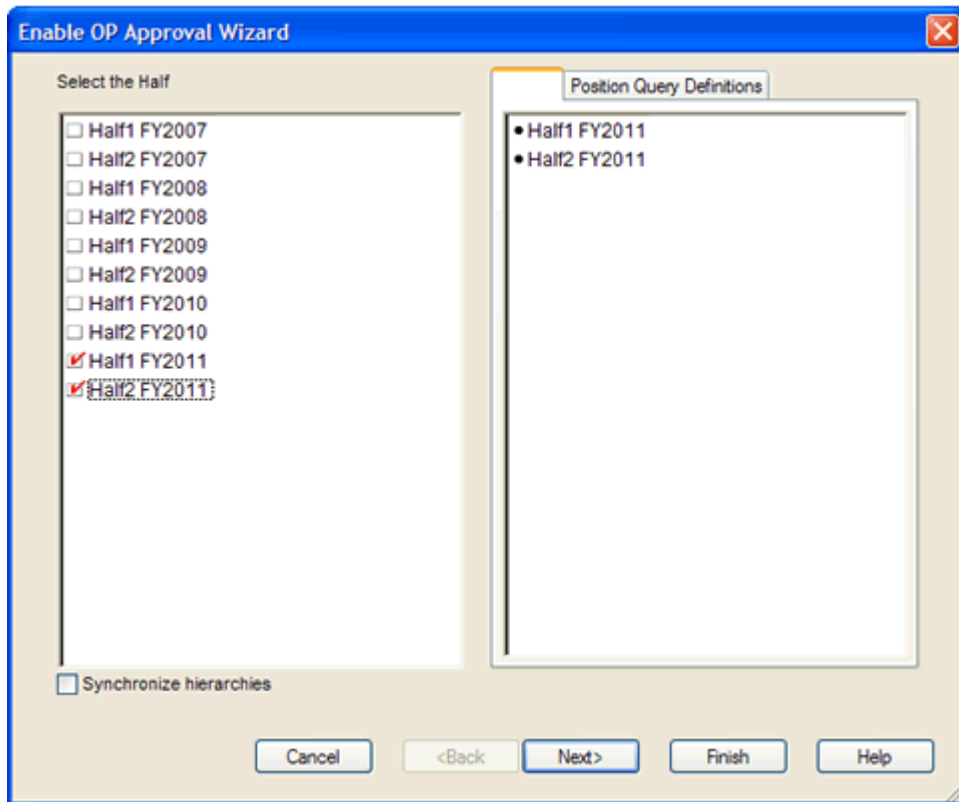 Enable OP Approval Wizard
Select the Half
Position Query Definitions
Half1 FY2007
Half2 FY2007
Half1 FY2008
Half2 FY2008
Half1 FY2009
Half2 FY2009
Half1 FY2010
Half2 FY2010
Half1 FY2011
Half2 FY2011
• Half1 FY2011
• Half2 FY2011
Synchronize hierarchies
Cancel
<Back
Next>
Finish
Help